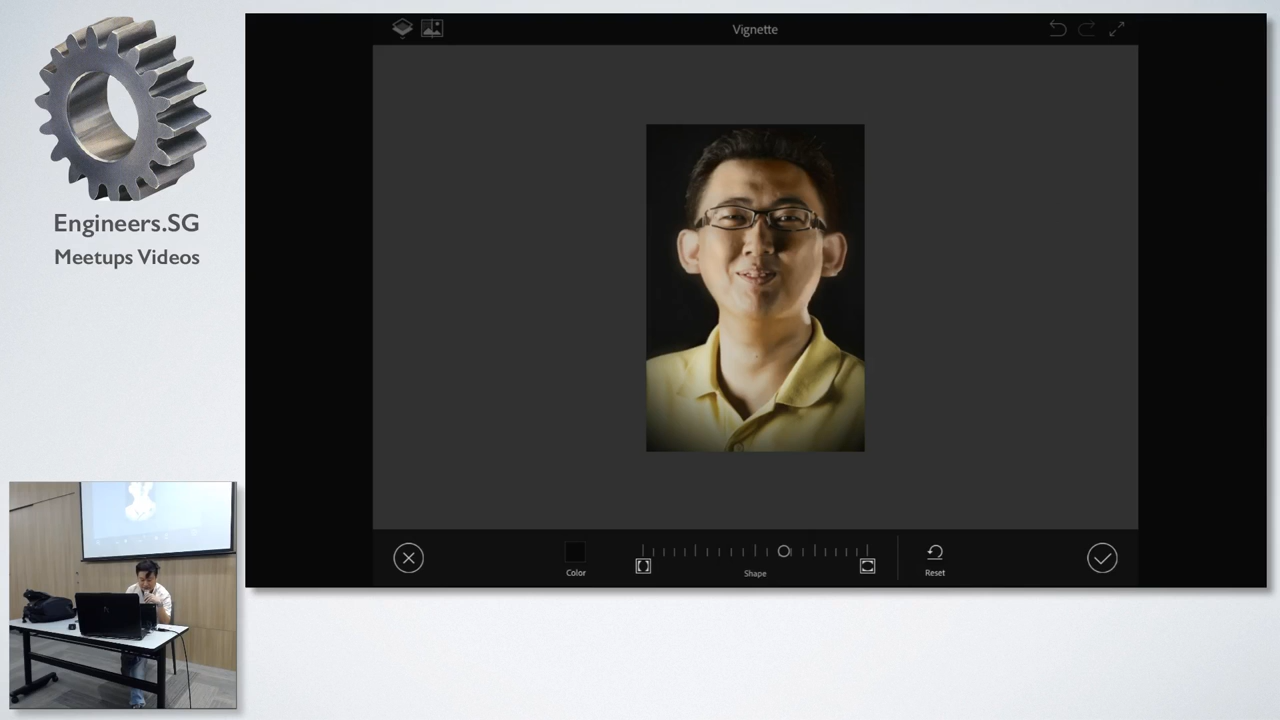 Vignette
Engineers.SG
Meetups Videos
Color
Shape
Reset